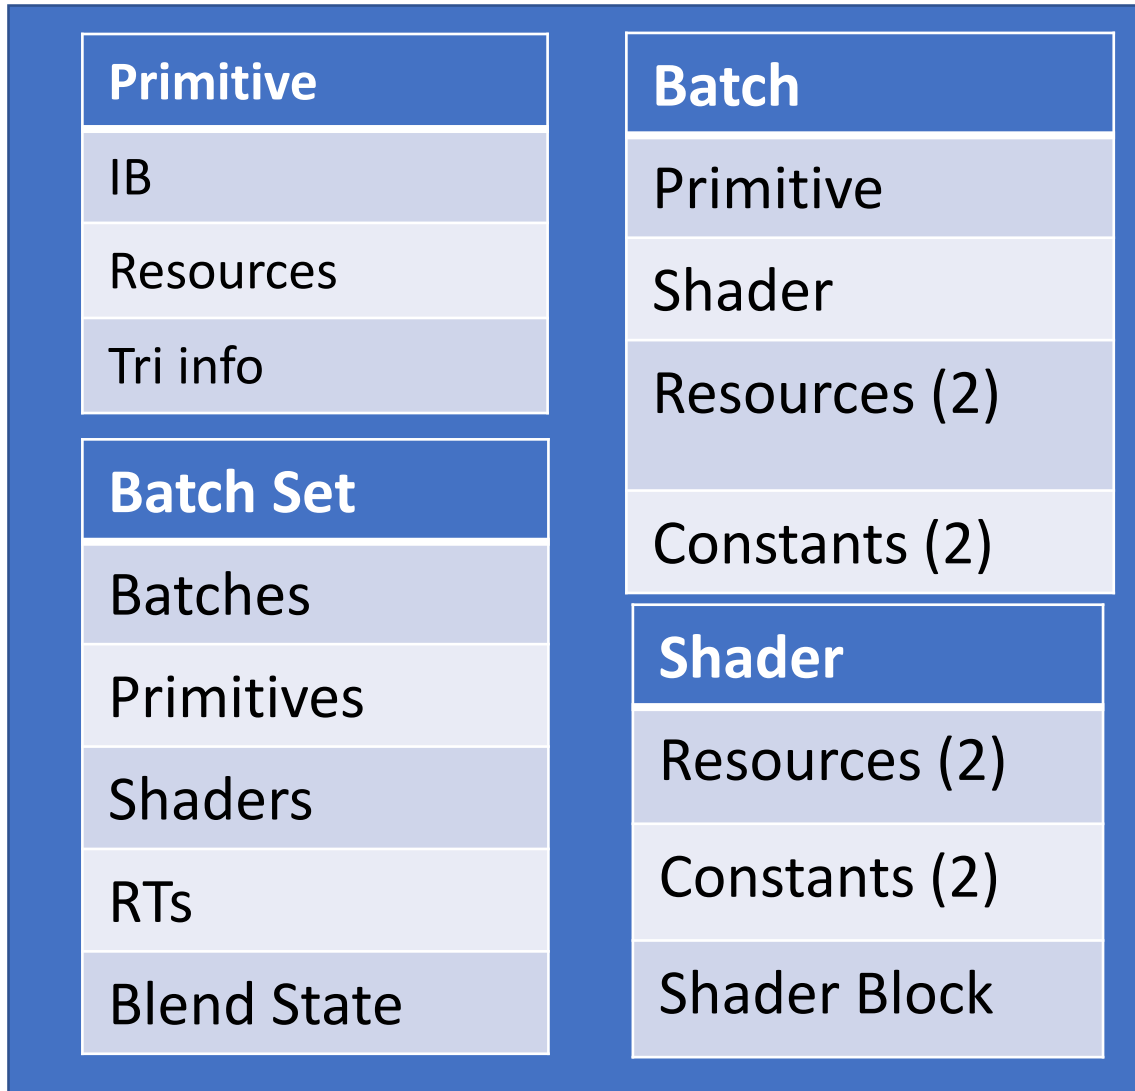 Primitive
IB
Resources
Tri info
Batch Set
Batches
Primitives
Shaders
RTs
Blend State
Batch
Primitive
Shader
Resources (2)
Constants (2)
Shader
Resources (2)
Constants (2)
Shader Block